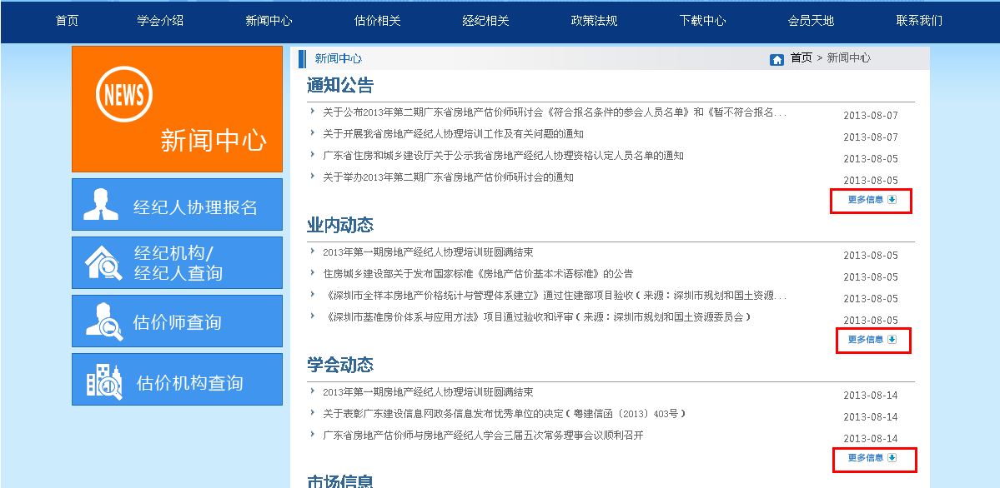 首页 学会介绍 新闻中心 估价相关 经纪相关 政策法规 下载中心 会员天地 联系我们
NEWS
新闻中心
经纪人协理报名
经纪机构/
经纪人查询
估价师查询
估价机构查询
新闻中心 首页 > 新闻中心
通知公告
关于公布2013年第二期广东省房地产估价师研讨会《符合报名条件的参会人员名单》和《暂不符合报名... 2013-08-07
关于开展我省房地产经纪人协理培训工作及有关问题的通知 2013-08-07
广东省住房和城乡建设厅关于公示我省房地产经纪人协理资格认定人员名单的通知 2013-08-05
关于举办2013年第二期广东省房地产估价师研讨会的通知 2013-08-05
更多信息
业内动态
2013年第一期房地产经纪人协理培训班圆满结束 2013-08-05
住房城乡建设部关于发布国家标准《房地产估价基本术语标准》的公告 2013-08-05
《深圳市全样本房地产价格统计与管理体系建立》通过住建部项目验收（来源：深圳市规划和国土资源... 2013-08-05
《深圳市基准房价体系与应用方法》项目通过验收和评审（来源：深圳市规划和国土资源委员会） 2013-08-05
更多信息
学会动态
2013年第一期房地产经纪人协理培训班圆满结束 2013-08-14
关于表彰广东建设信息网政务信息发布优秀单位的决定（粤建信函〔2013〕403号） 2013-08-14
广东省房地产估价师与房地产经纪人学会三届五次常务理事会议顺利召开 2013-08-14
更多信息
市场信息